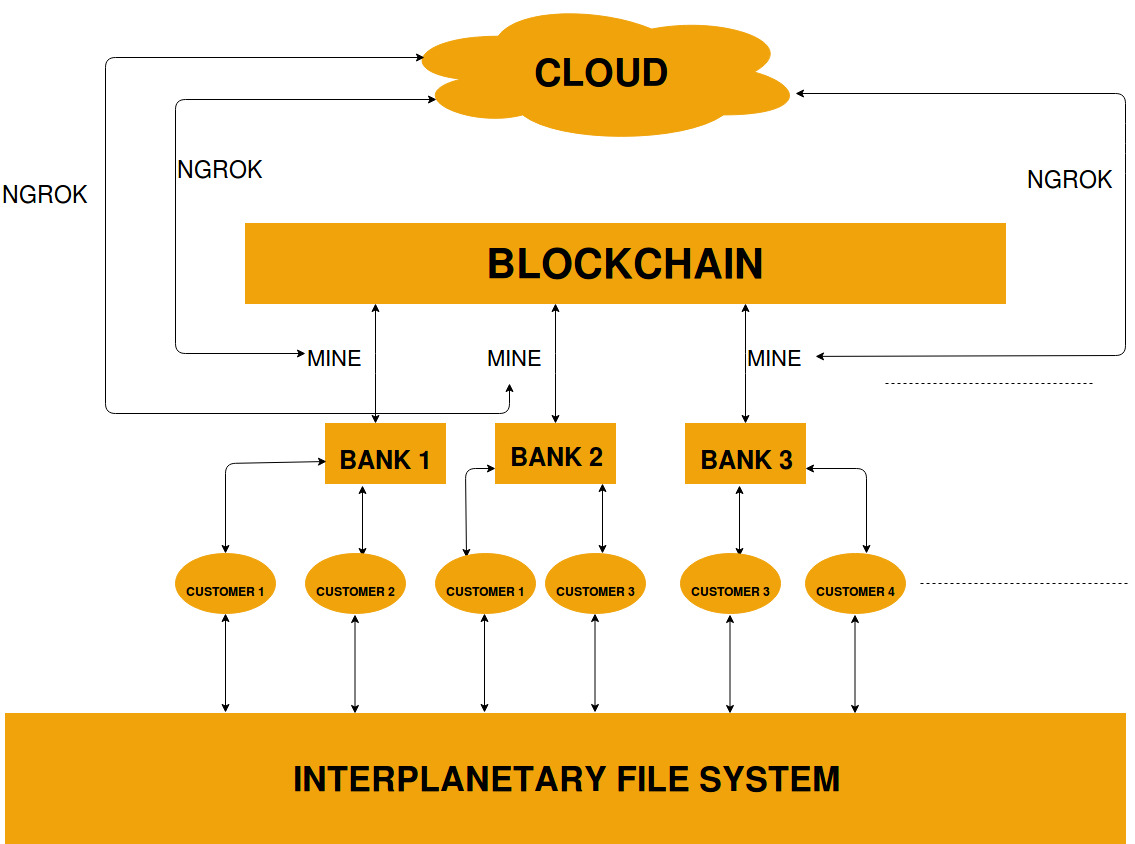 CLOUD
NGROK
NGROK
NGROK
BLOCKCHAIN
MINE
MINE
MINE
BANK 1
BANK 2
BANK 3
CUSTOMER 1
CUSTOMER 2
CUSTOMER 1
CUSTOMER 3
CUSTOMER 3
CUSTOMER 4
INTERPLANETARY FILE SYSTEM